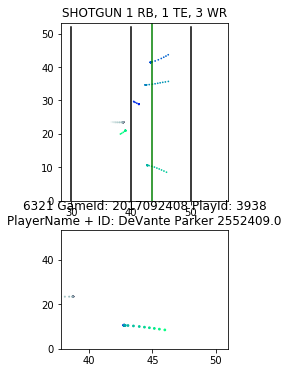 SHOTGUN 1 RB, 1 TE, 3 WR
50
40
30
20
10
0
30 40 50
6321 GameId: 2017092408 PlayId: 3938
PlayerName + ID: DeVante Parker 2552409.0
40
20
0
40 45 50